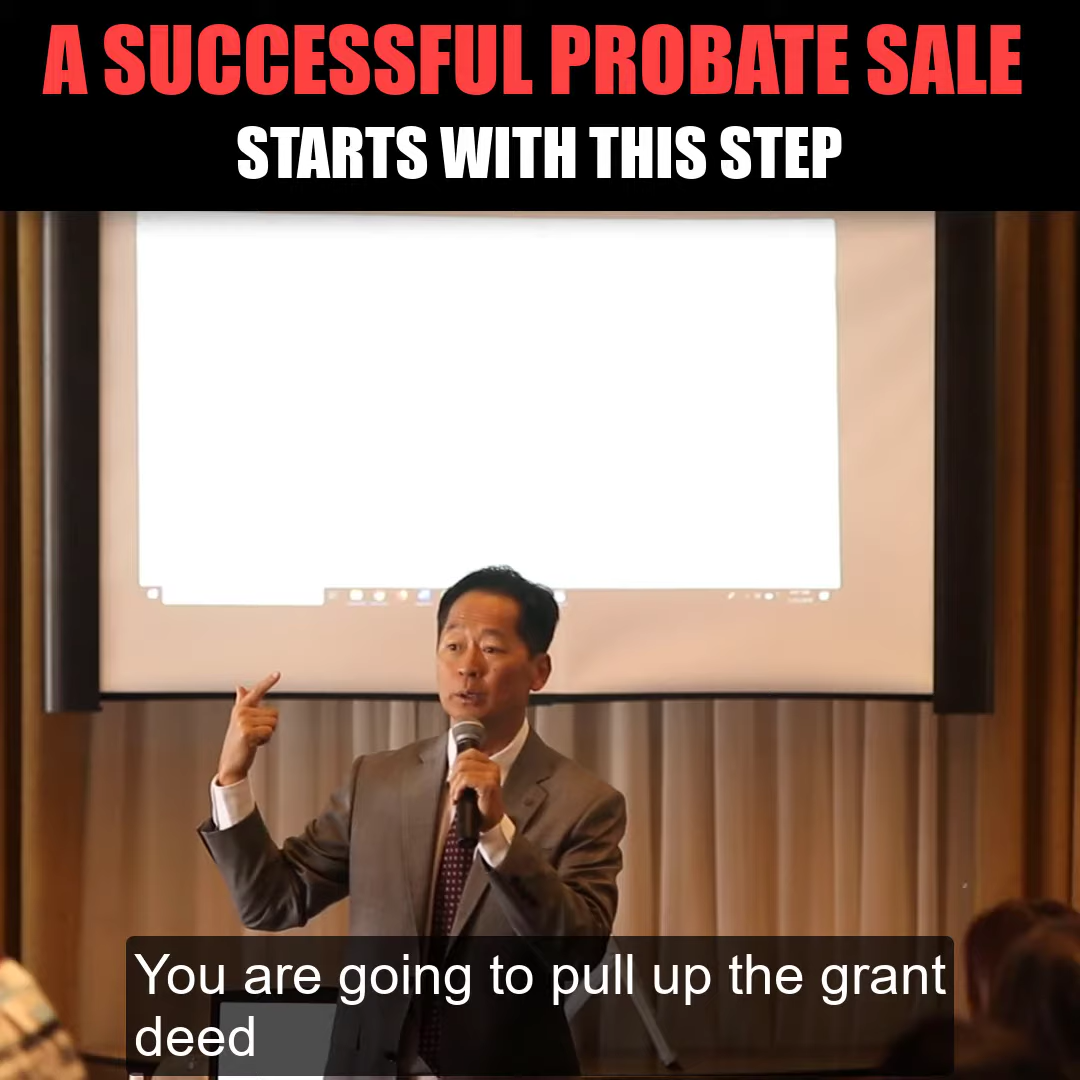 A SUCCESSFUL PROBATE SALE
STARTS WITH THIS STEP
You are going to pull up the grant
deed